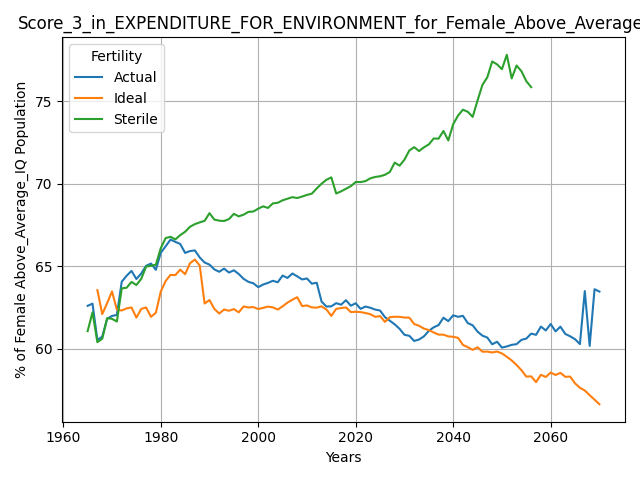 Score_3_in_EXPENDITURE_FOR_ENVIRONMENT_for_Female_Above_Average
Fertility
Actual
Ideal
Sterile
% of Female Above_Average_IQ Population
75
70
65
60
1960
1980
2000
2020
2040
2060
Years